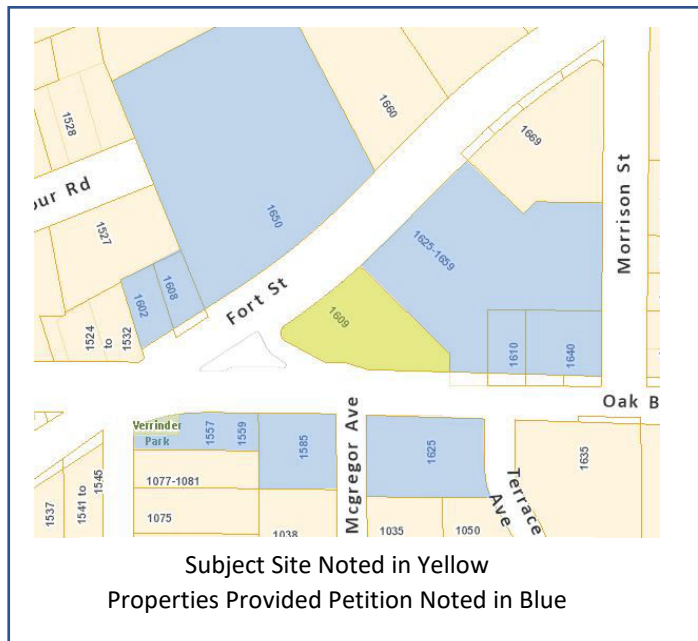 1528
1660
1669
our Rd
Morrison St
1650
1625-1659
1527
1608
1602
Fort St
1609
1524
to
1532
1610
1640
Oak B
Verrinder
Park
1557
1559
1585
Mcgregor Ave
1625
1635
Terrace
Ave
1077-1081
1545
1541 to
1537
1075
1038
1035
1050
Subject Site Noted in Yellow
Properties Provided Petition Noted in Blue